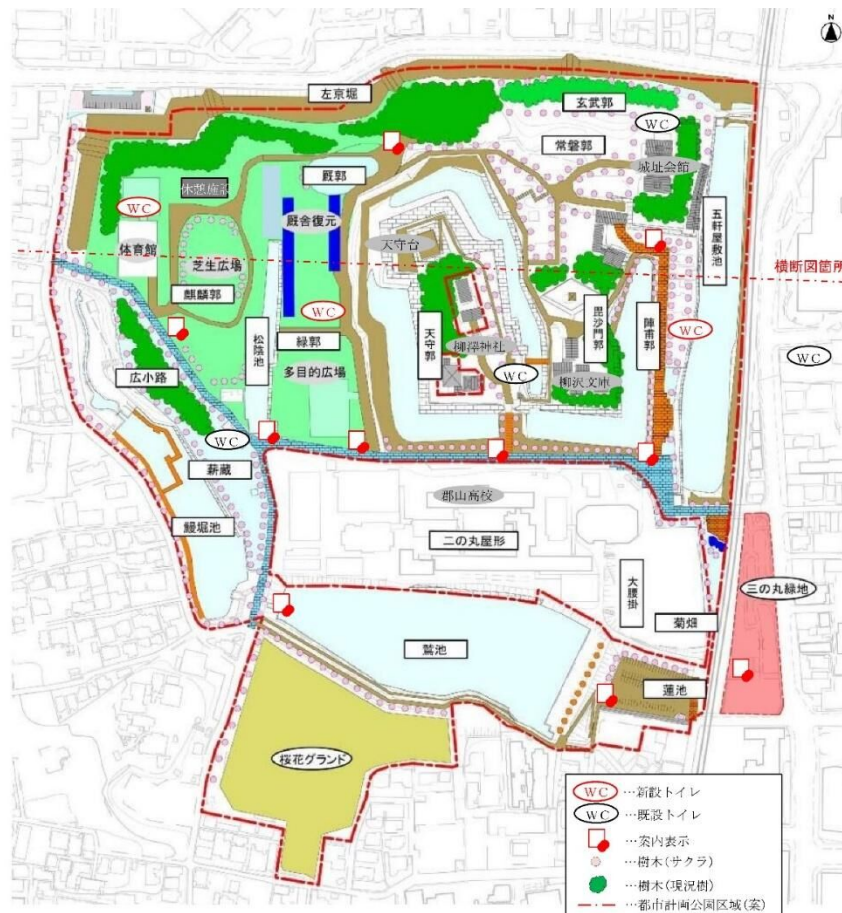 N
左京堀
玄武郭
WC
常磐郭
城址会館
厩郭
休憩施設
WC
厩舎復元
五軒屋敷池
天守台
体育館
芝生広場
横断図箇所
麒麟郭
毘沙門郭
陣甫郭
WC
WC
松陰池
緑郭
天守郭
柳澤神社
WC
広小路
多目的広場
WC
柳沢文庫
WC
薪蔵
郡山高校
鰻堀池
二の丸屋形
大腰掛
三の丸緑地
菊畑
鷺池
蓮池
桜花グランド
WC …新設トイレ
WC …既設トイレ
…案内表示
…樹木(サクラ)
…樹木(現況樹)
…都市計画公園区域(案)